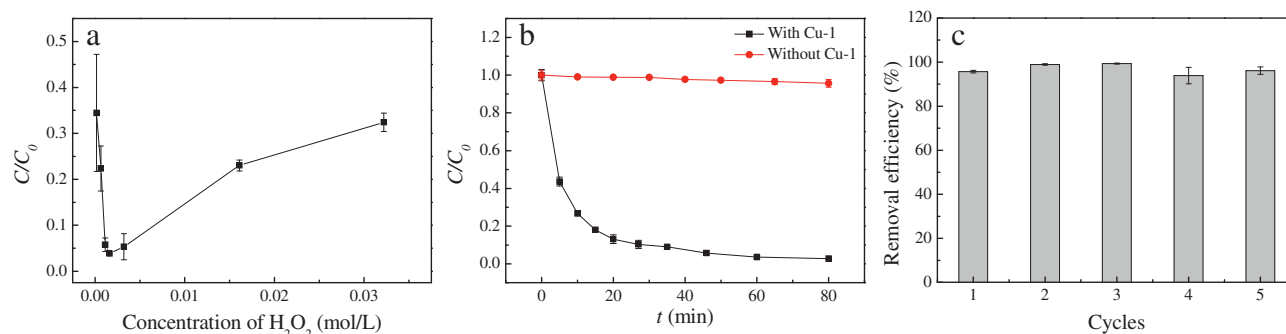 a
0.5
0.4
0.3
0.2
0.1
0.0
C/C₀
0.00 0.01 0.02 0.03
Concentration of H₂O₂ (mol/L)
b
With Cu-1
Without Cu-1
1.2
1.0
0.8
0.6
0.4
0.2
0.0
C/C₀
0 20 40 60 80
t (min)
c
120
100
80
60
40
20
0
Removal efficiency (%)
1 2 3 4 5
Cycles